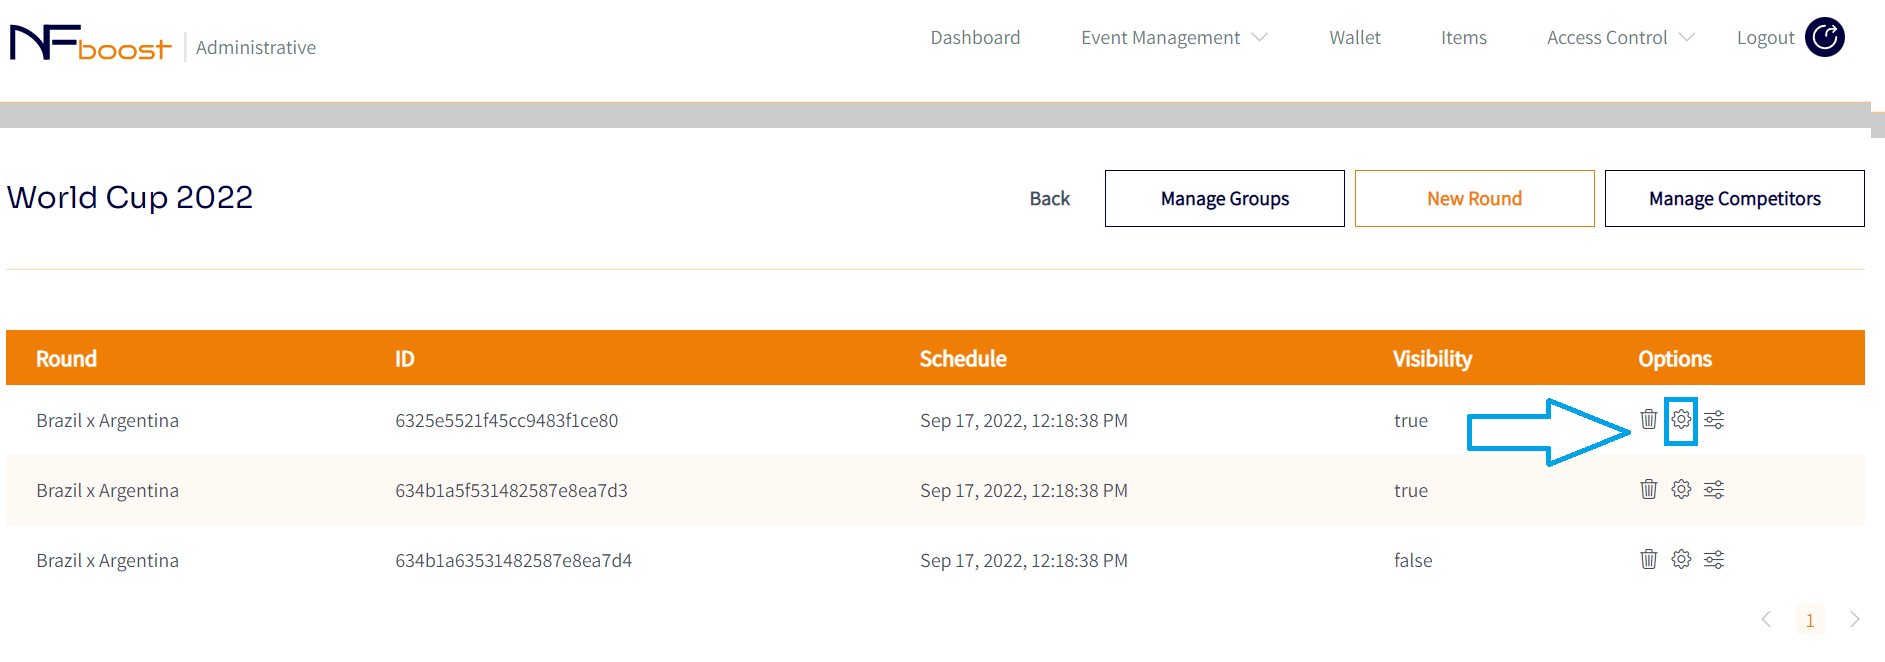 NFboost Administrative Dashboard Event Management Wallet Items Access Control Logout
World Cup 2022 Back Manage Groups New Round Manage Competitors
Round ID Schedule Visibility Options
Brazil x Argentina 6325e5521f45cc9483f1ce80 Sep 17, 2022, 12:18:38 PM true
Brazil x Argentina 634b1a5f531482587e8ea7d3 Sep 17, 2022, 12:18:38 PM true
Brazil x Argentina 634b1a63531482587e8ea7d4 Sep 17, 2022, 12:18:38 PM false
1